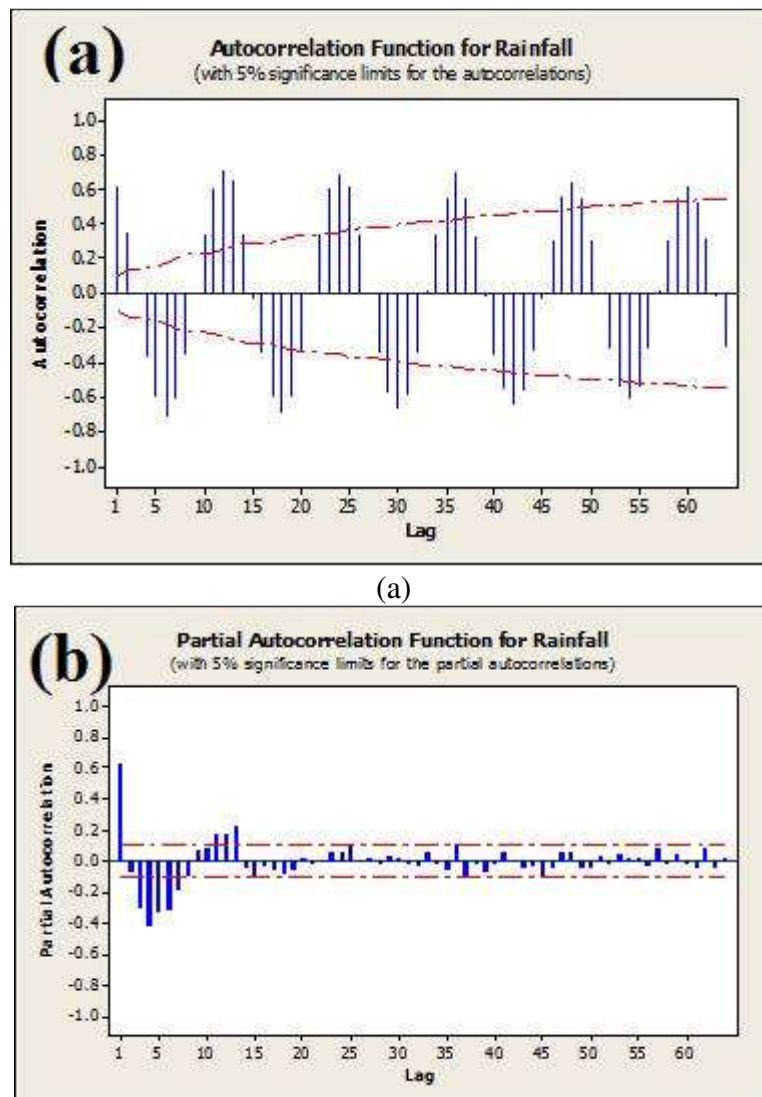 (a)
Autocorrelation Function for Rainfall
(with 5% significance limits for the autocorrelations)
Autocorrelation
1.0
0.8
0.6
0.4
0.2
0.0
-0.2
-0.4
-0.6
-0.8
-1.0
1 5 10 15 20 25 30 35 40 45 50 55 60
Lag
(a)
(b)
Partial Autocorrelation Function for Rainfall
(with 5% significance limits for the partial autocorrelations)
Partial Autocorrelation
1.0
0.8
0.6
0.4
0.2
0.0
-0.2
-0.4
-0.6
-0.8
-1.0
1 5 10 15 20 25 30 35 40 45 50 55 60
Lag